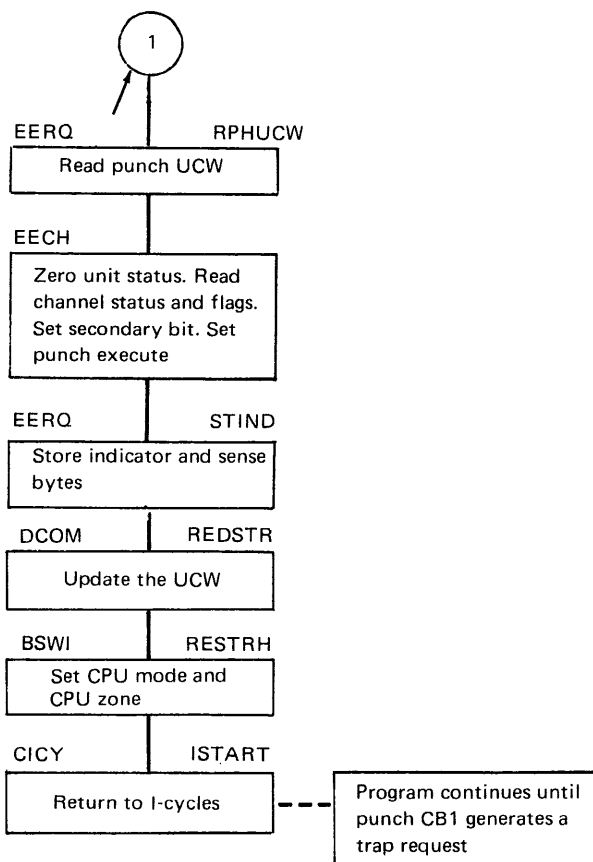 1
EERQ RPHUCW
Read punch UCW
EECH
Zero unit status. Read
channel status and flags.
Set secondary bit. Set
punch execute
EERQ STIND
Store indicator and sense
bytes
DCOM REDSTR
Update the UCW
BSWI RESTRH
Set CPU mode and
CPU zone
CICY ISTART
Return to I-cycles
Program continues until
punch CB1 generates a
trap request